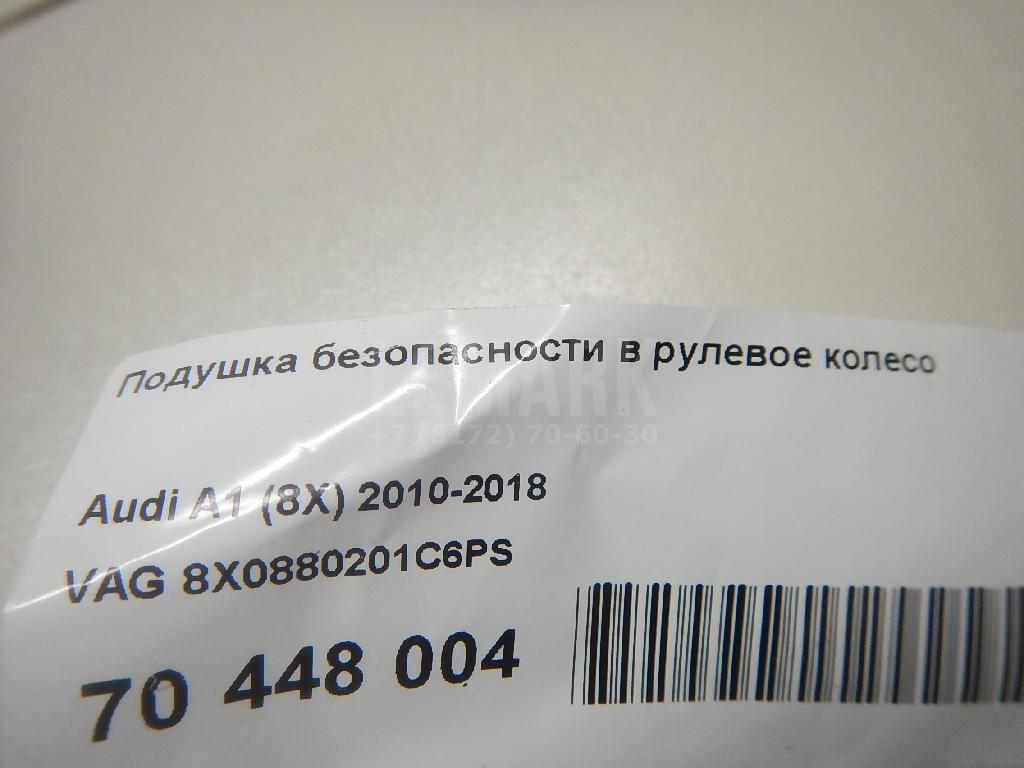 Подушка безопасности в рулевое колесо
+7 (8172) 70-60-30
Audi A1 (8X) 2010-2018
VAG 8X0880201C6PS
70 448 004